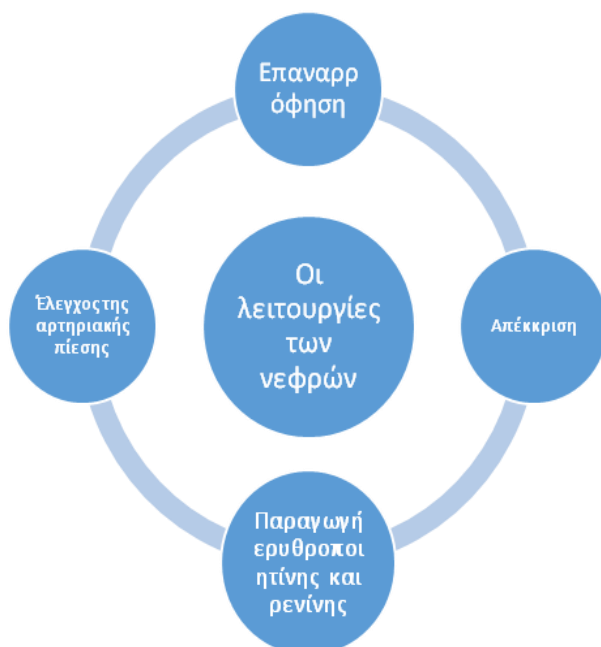 Επαναρρ
όφηση
Οι
λειτουργίες
των
νεφρών
Έλεγχος της
αρτηριακής
πίεσης
Απέκκριση
Παραγωγή
ερυθροποι
ητίνης και
ρενίνης